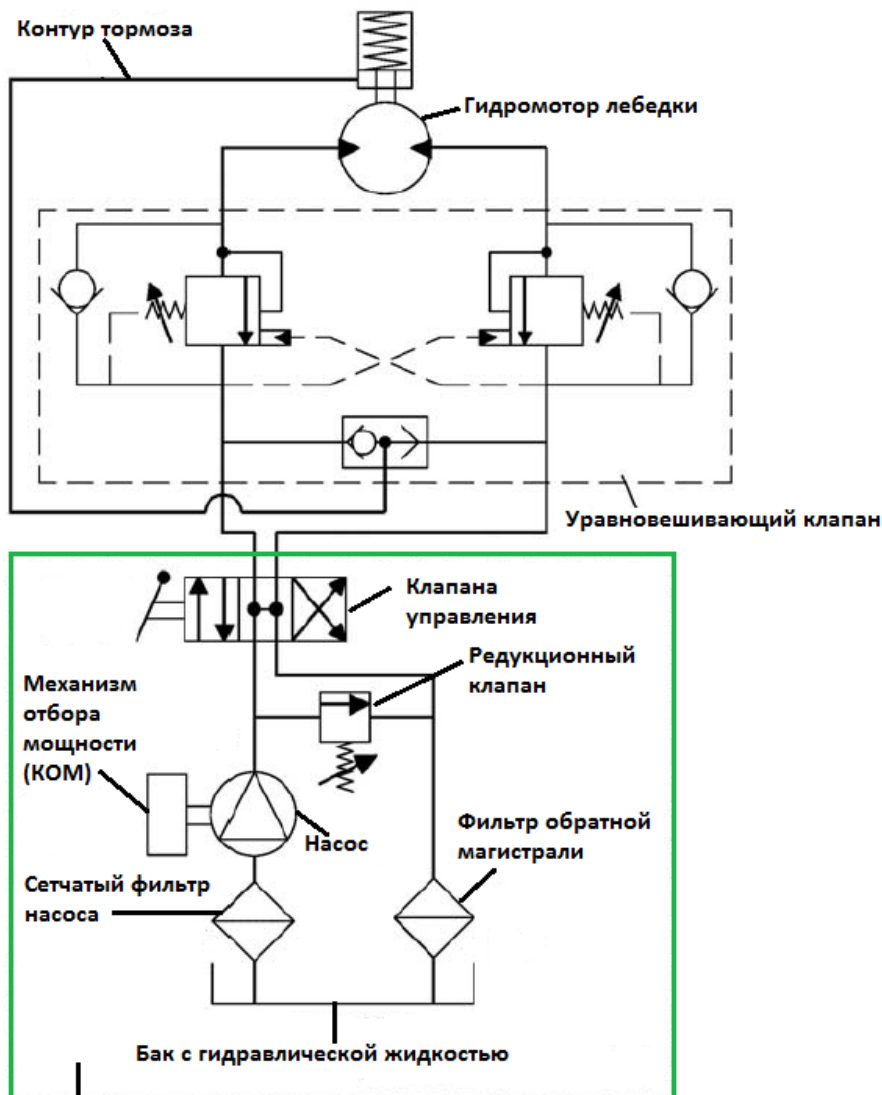 Контур тормоза
Гидромотор лебедки
Уравновешивающий клапан
Клапана
управления
Редукционный
клапан
Механизм
отбора
мощности
(КОМ)
Насос
Фильтр обратной
магистрали
Сетчатый фильтр
насоса
Бак с гидравлической жидкостью